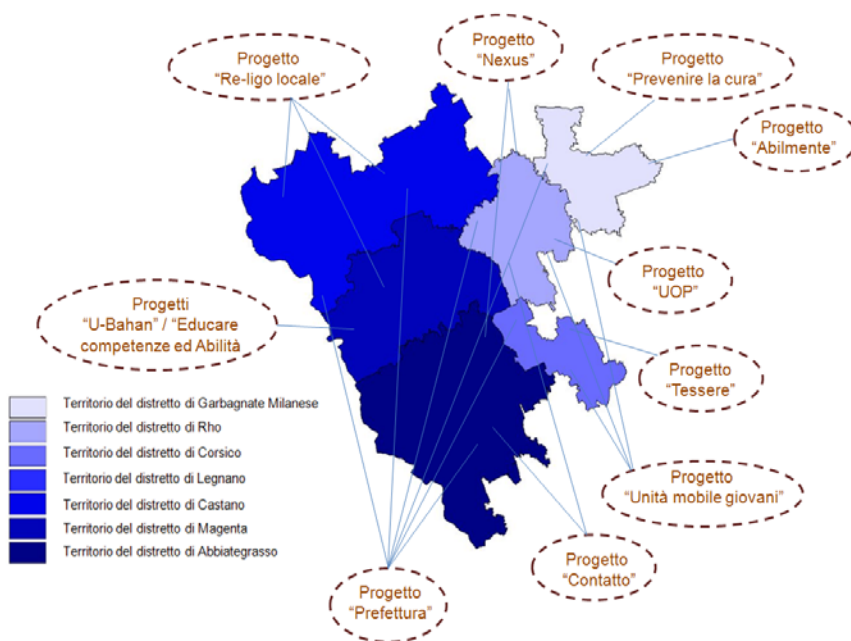 Progetto
“Re-ligo locale”
Progetto
“Nexus”
Progetto
“Prevenire la cura”
Progetto
“Abilmente”
Progetto
“UOP”
Progetti
“U-Bahan” / “Educare
competenze ed Abilità
Progetto
“Tessere”
Territorio del distretto di Garbagnate Milanese
Territorio del distretto di Rho
Territorio del distretto di Corsico
Territorio del distretto di Legnano
Territorio del distretto di Castano
Territorio del distretto di Magenta
Territorio del distretto di Abbiategrasso
Progetto
“Unità mobile giovani”
Progetto
“Contatto”
Progetto
“Prefettura”